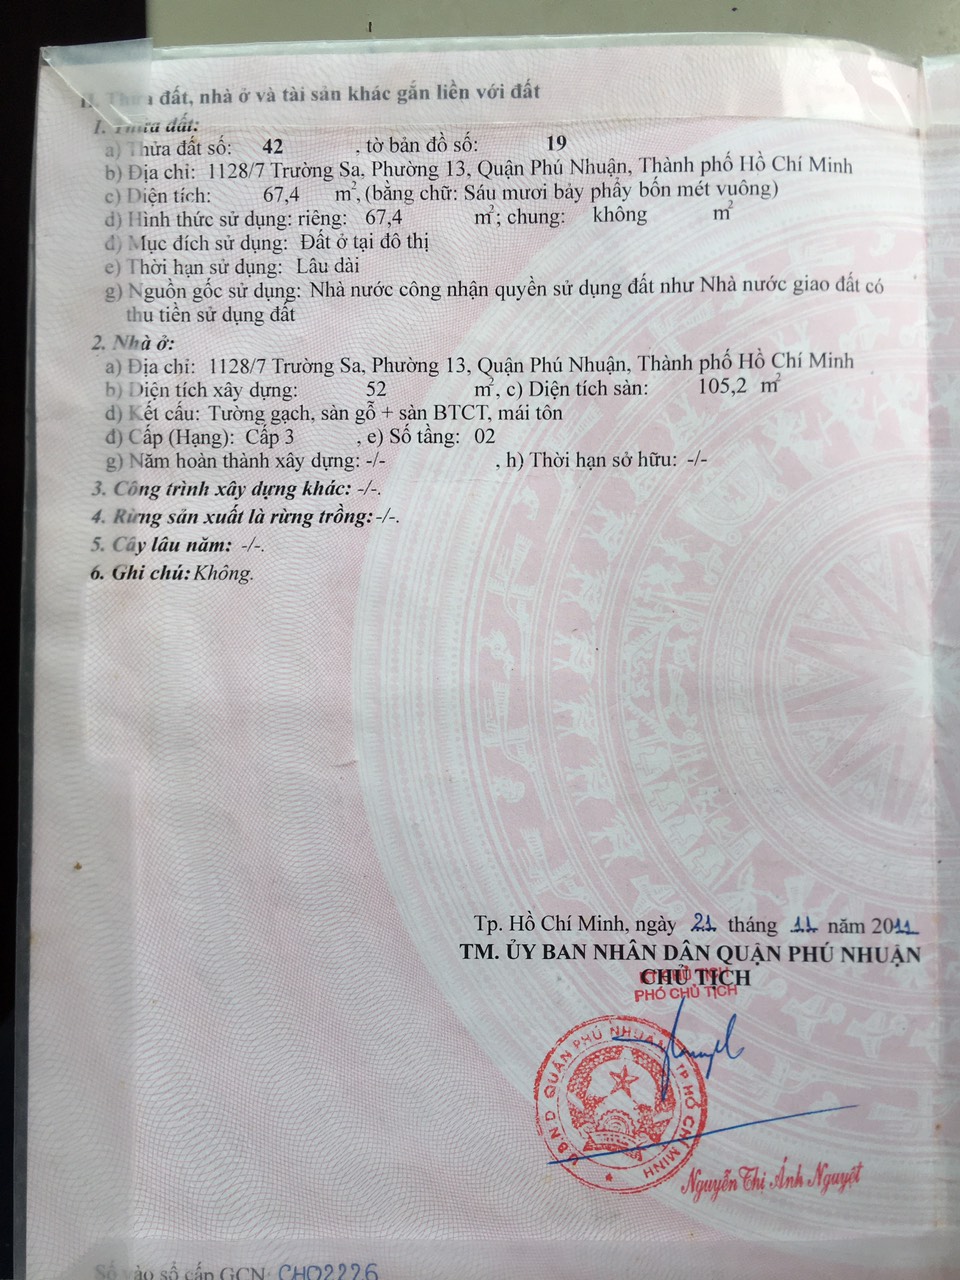 II. Thửa đất, nhà ở và tài sản khác gắn liền với đất
1. Thửa đất:
a) Thửa đất số: 42 , tờ bản đồ số: 19
b) Địa chỉ: 1128/7 Trường Sa, Phường 13, Quận Phú Nhuận, Thành phố Hồ Chí Minh
c) Diện tích: 67,4 m², (bằng chữ: Sáu mươi bảy phẩy bốn mét vuông)
d) Hình thức sử dụng: riêng: 67,4 m²; chung: không m²
đ) Mục đích sử dụng: Đất ở tại đô thị
e) Thời hạn sử dụng: Lâu dài
g) Nguồn gốc sử dụng: Nhà nước công nhận quyền sử dụng đất như Nhà nước giao đất có
thu tiền sử dụng đất
2. Nhà ở:
a) Địa chỉ: 1128/7 Trường Sa, Phường 13, Quận Phú Nhuận, Thành phố Hồ Chí Minh
b) Diện tích xây dựng: 52 m², c) Diện tích sàn: 105,2 m²
d) Kết cấu: Tường gạch, sàn gỗ + sàn BTCT, mái tôn
đ) Cấp (Hạng): Cấp 3 , e) Số tầng: 02
g) Năm hoàn thành xây dựng: -/- , h) Thời hạn sở hữu: -/-
3. Công trình xây dựng khác: -/-.
4. Rừng sản xuất là rừng trồng: -/-.
5. Cây lâu năm: -/-.
6. Ghi chú: Không.
Tp. Hồ Chí Minh, ngày 21 tháng 11 năm 2011
TM. ỦY BAN NHÂN DÂN QUẬN PHÚ NHUẬN
CHỦ TỊCH
KT CHỦ TỊCH
PHÓ CHỦ TỊCH
U.B.N.D QUẬN PHÚ NHUẬN TP HỒ CHÍ MINH
Nguyễn Thị Ánh Nguyệt
Số vào sổ cấp GCN: CH02226